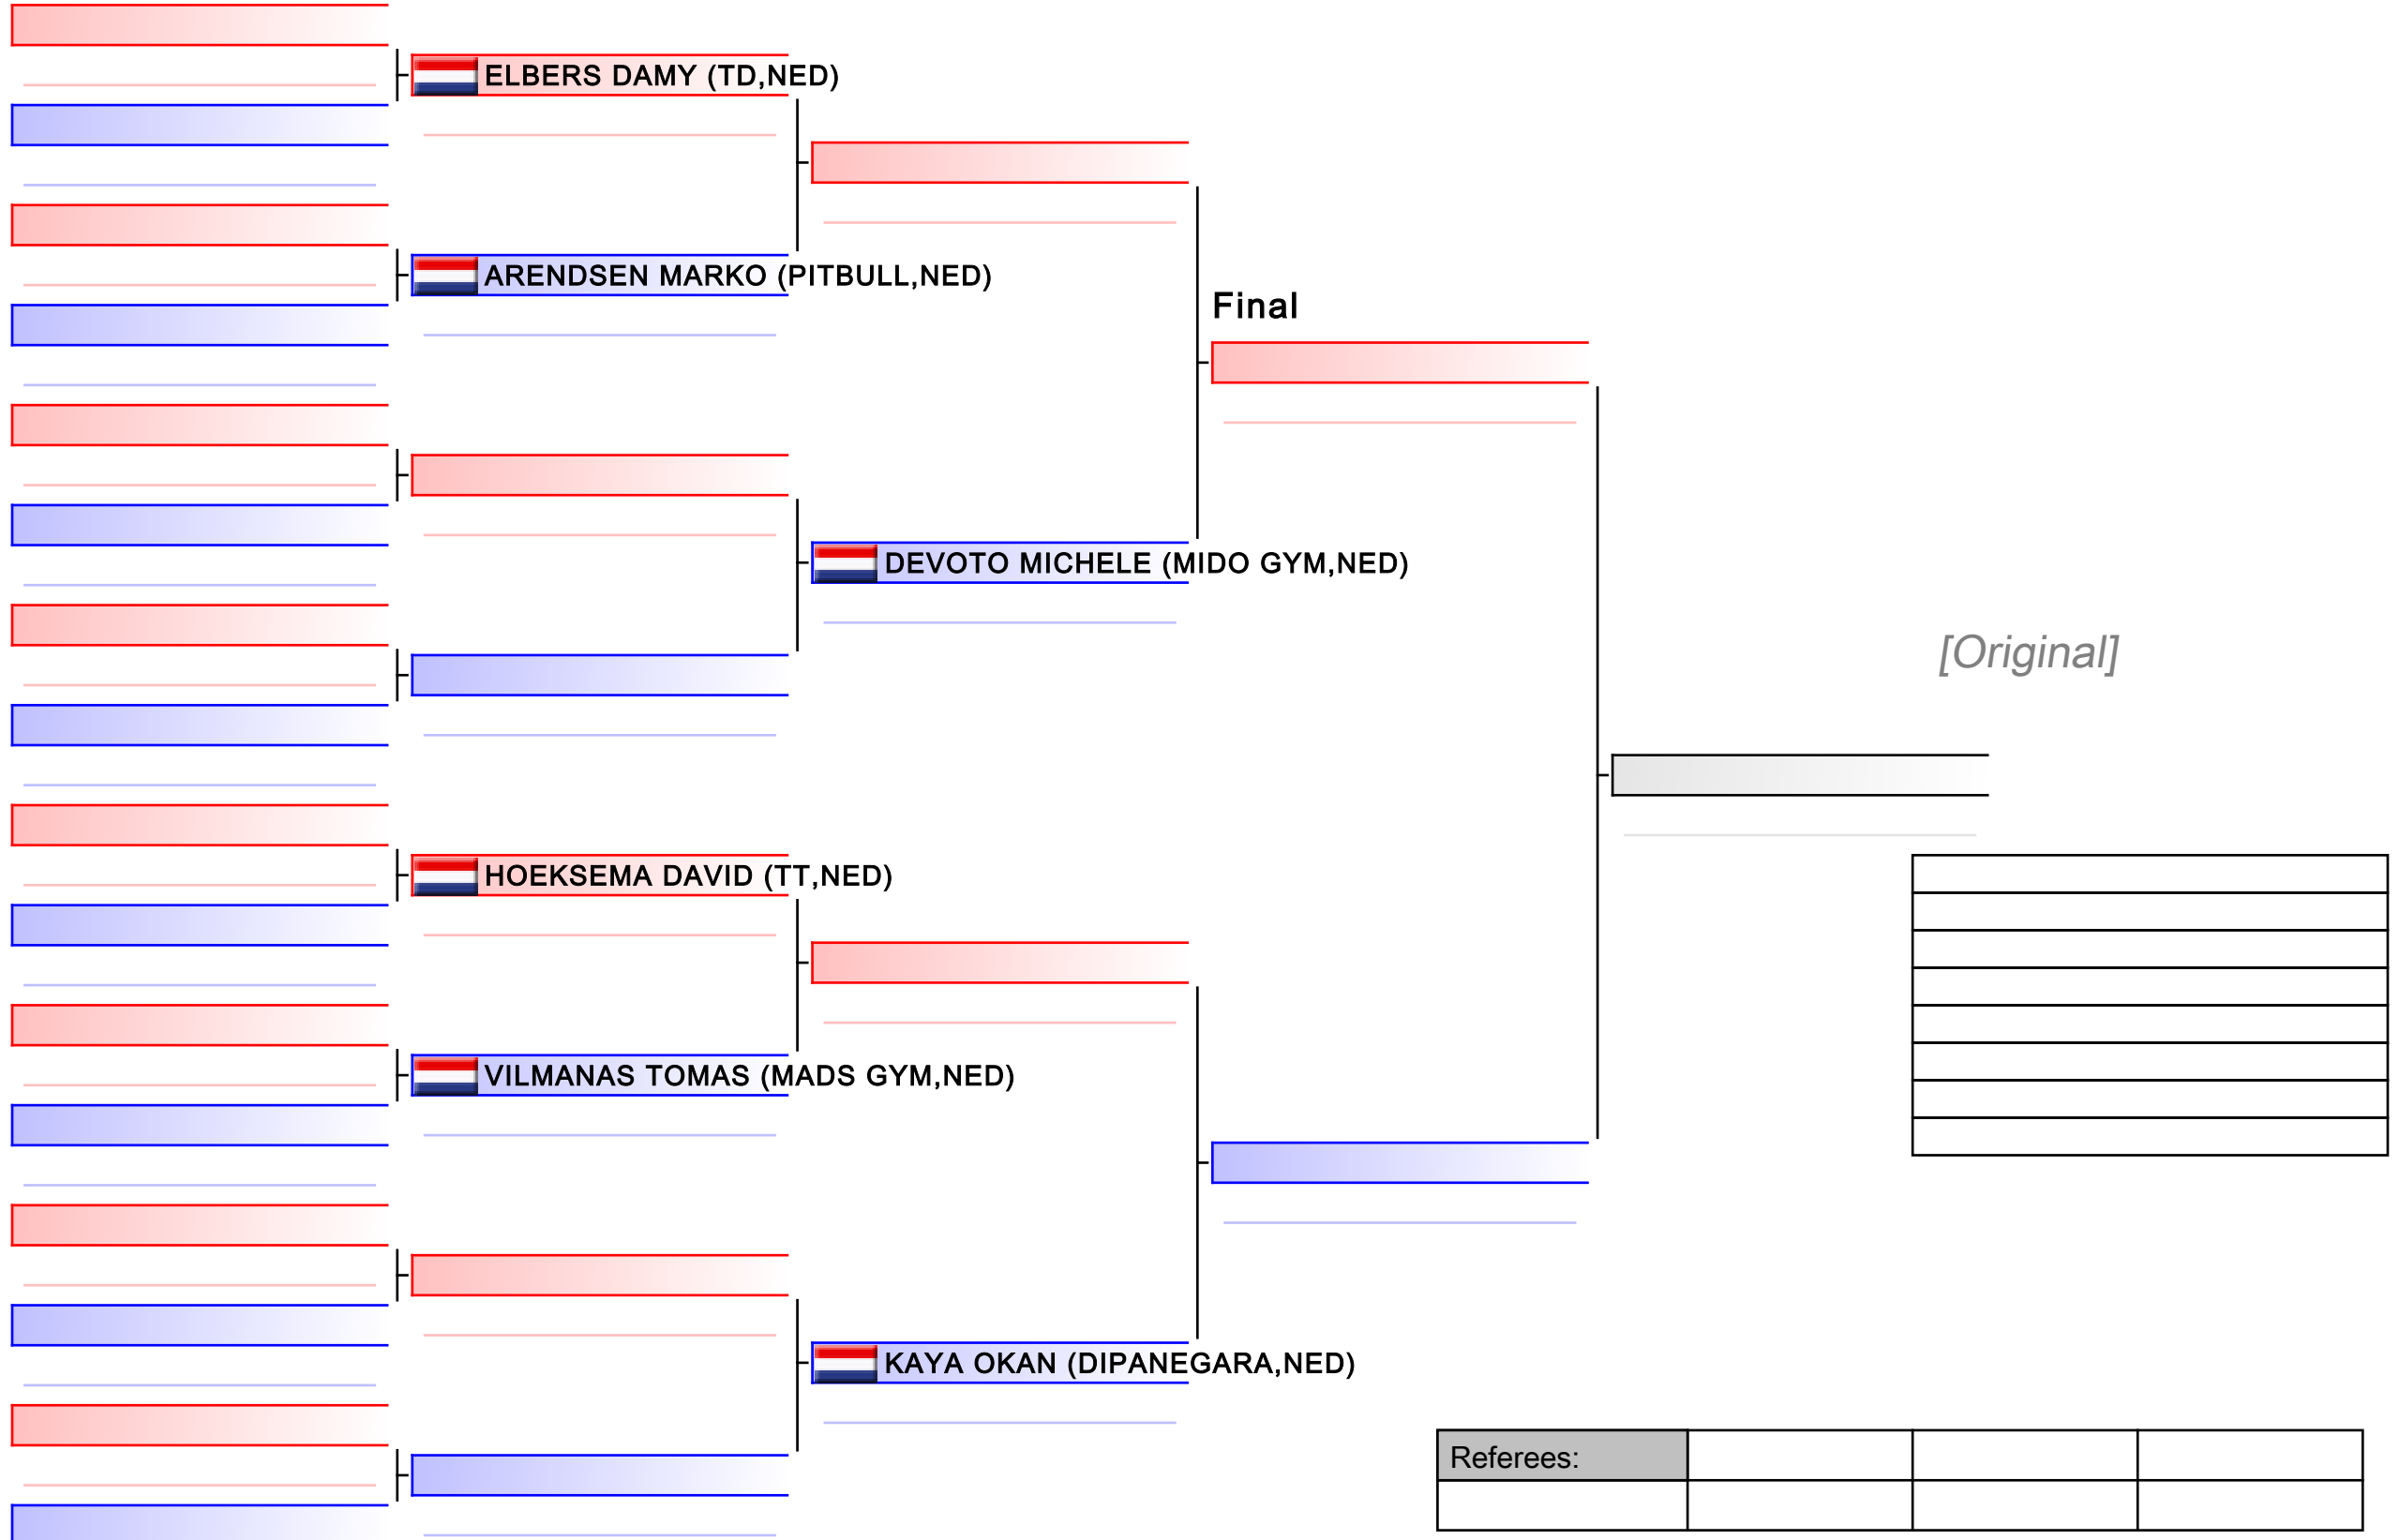 ELBERS DAMY (TD,NED)
ARENDSEN MARKO (PITBULL,NED)
Final
DEVOTO MICHELE (MIDO GYM,NED)
[Original]
HOEKSEMA DAVID (TT,NED)
VILMANAS TOMAS (MADS GYM,NED)
KAYA OKAN (DIPANEGARA,NED)
Referees: